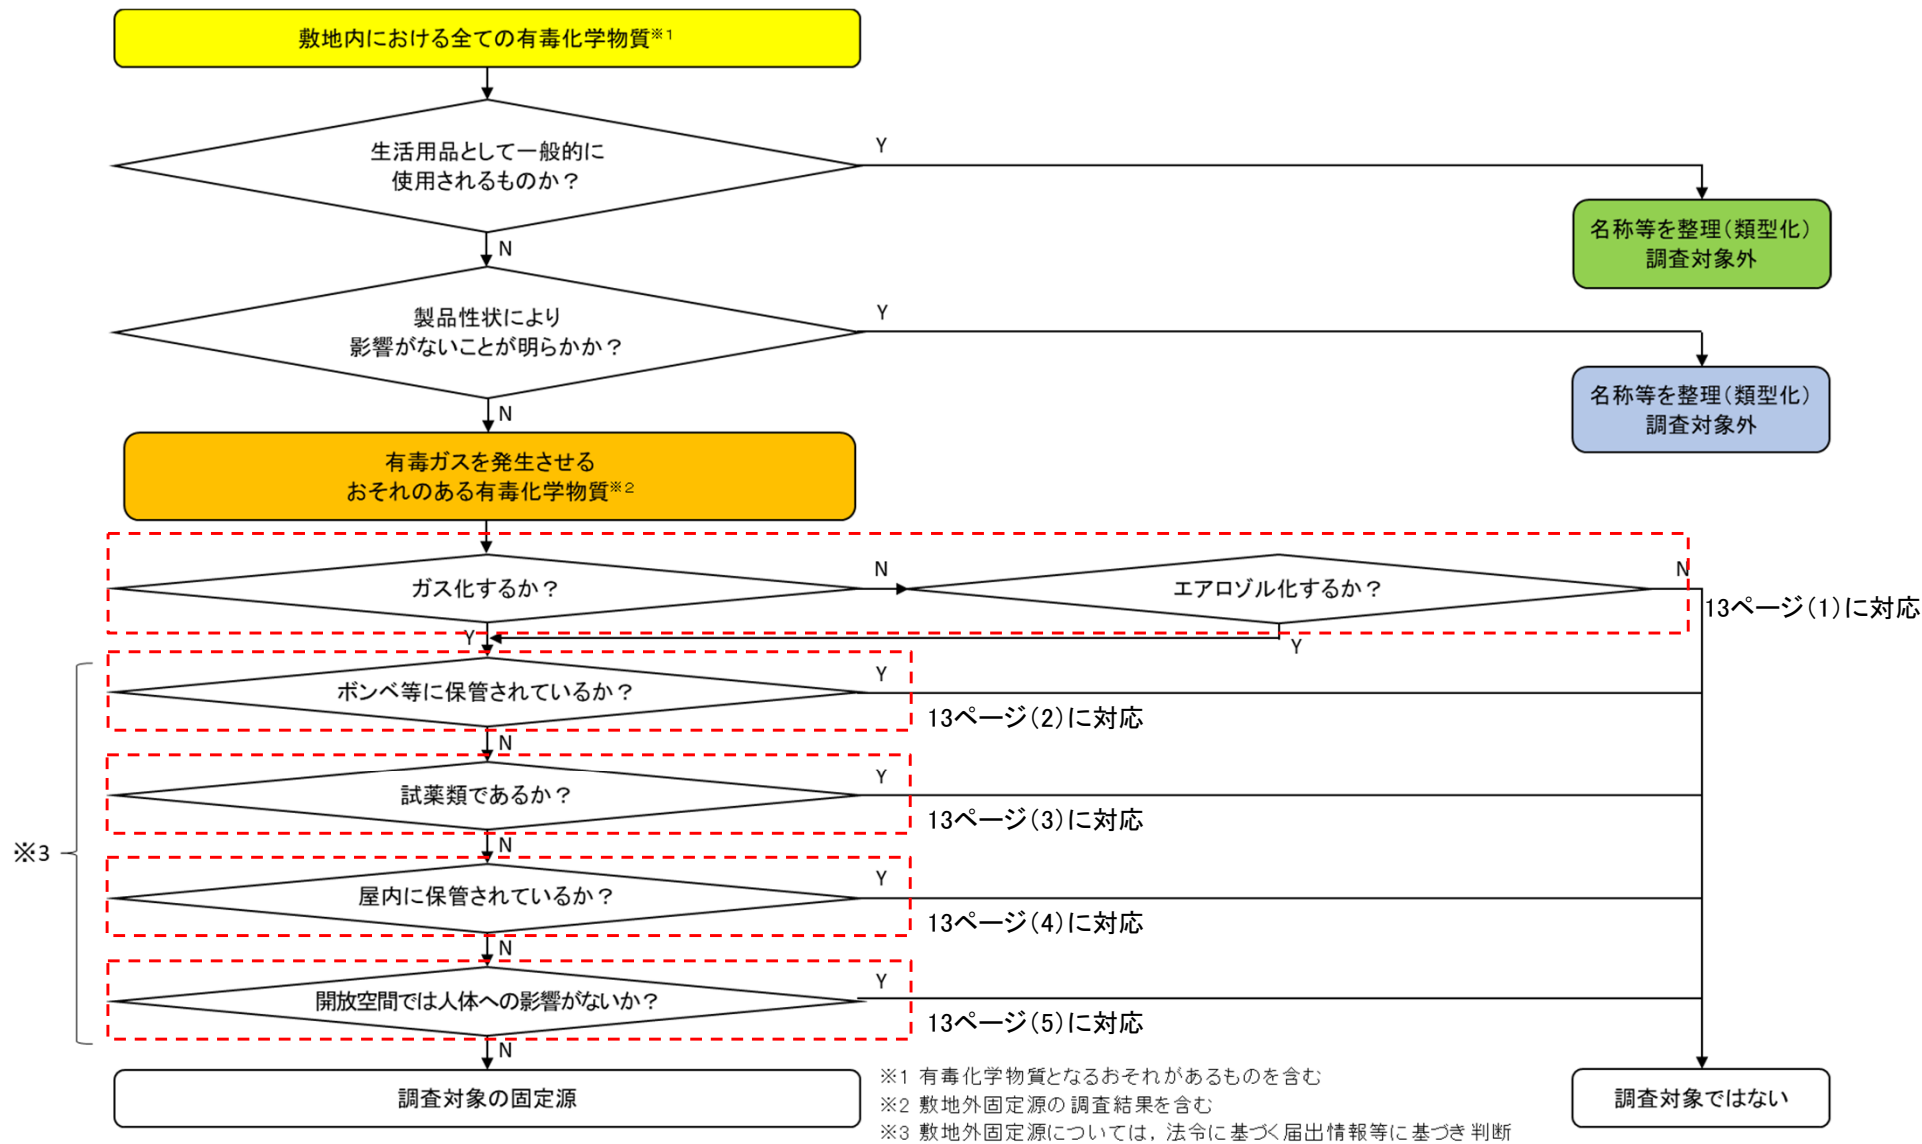 敷地内における全ての有毒化学物質※1
生活用品として一般的に
使用されるものか？
Y
名称等を整理（類型化）
調査対象外
N
製品性状により
影響がないことが明らかか？
Y
名称等を整理（類型化）
調査対象外
N
有毒ガスを発生させる
おそれのある有毒化学物質※2
ガス化するか？
N
エアロゾル化するか？
N
13ページ（1）に対応
Y
Y
ボンベ等に保管されているか？
Y
13ページ（2）に対応
N
試薬類であるか？
Y
13ページ（3）に対応
N
※3
屋内に保管されているか？
Y
13ページ（4）に対応
N
開放空間では人体への影響がないか？
Y
13ページ（5）に対応
N
調査対象の固定源
調査対象ではない
※1 有毒化学物質となるおそれがあるものを含む
※2 敷地外固定源の調査結果を含む
※3 敷地外固定源については，法令に基づく届出情報等に基づき判断